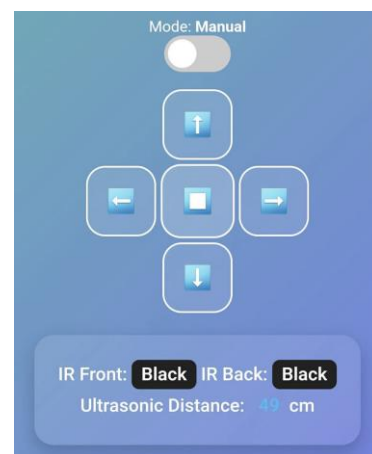 Mode: Manual
IR Front: Black IR Back: Black
Ultrasonic Distance: 49 cm